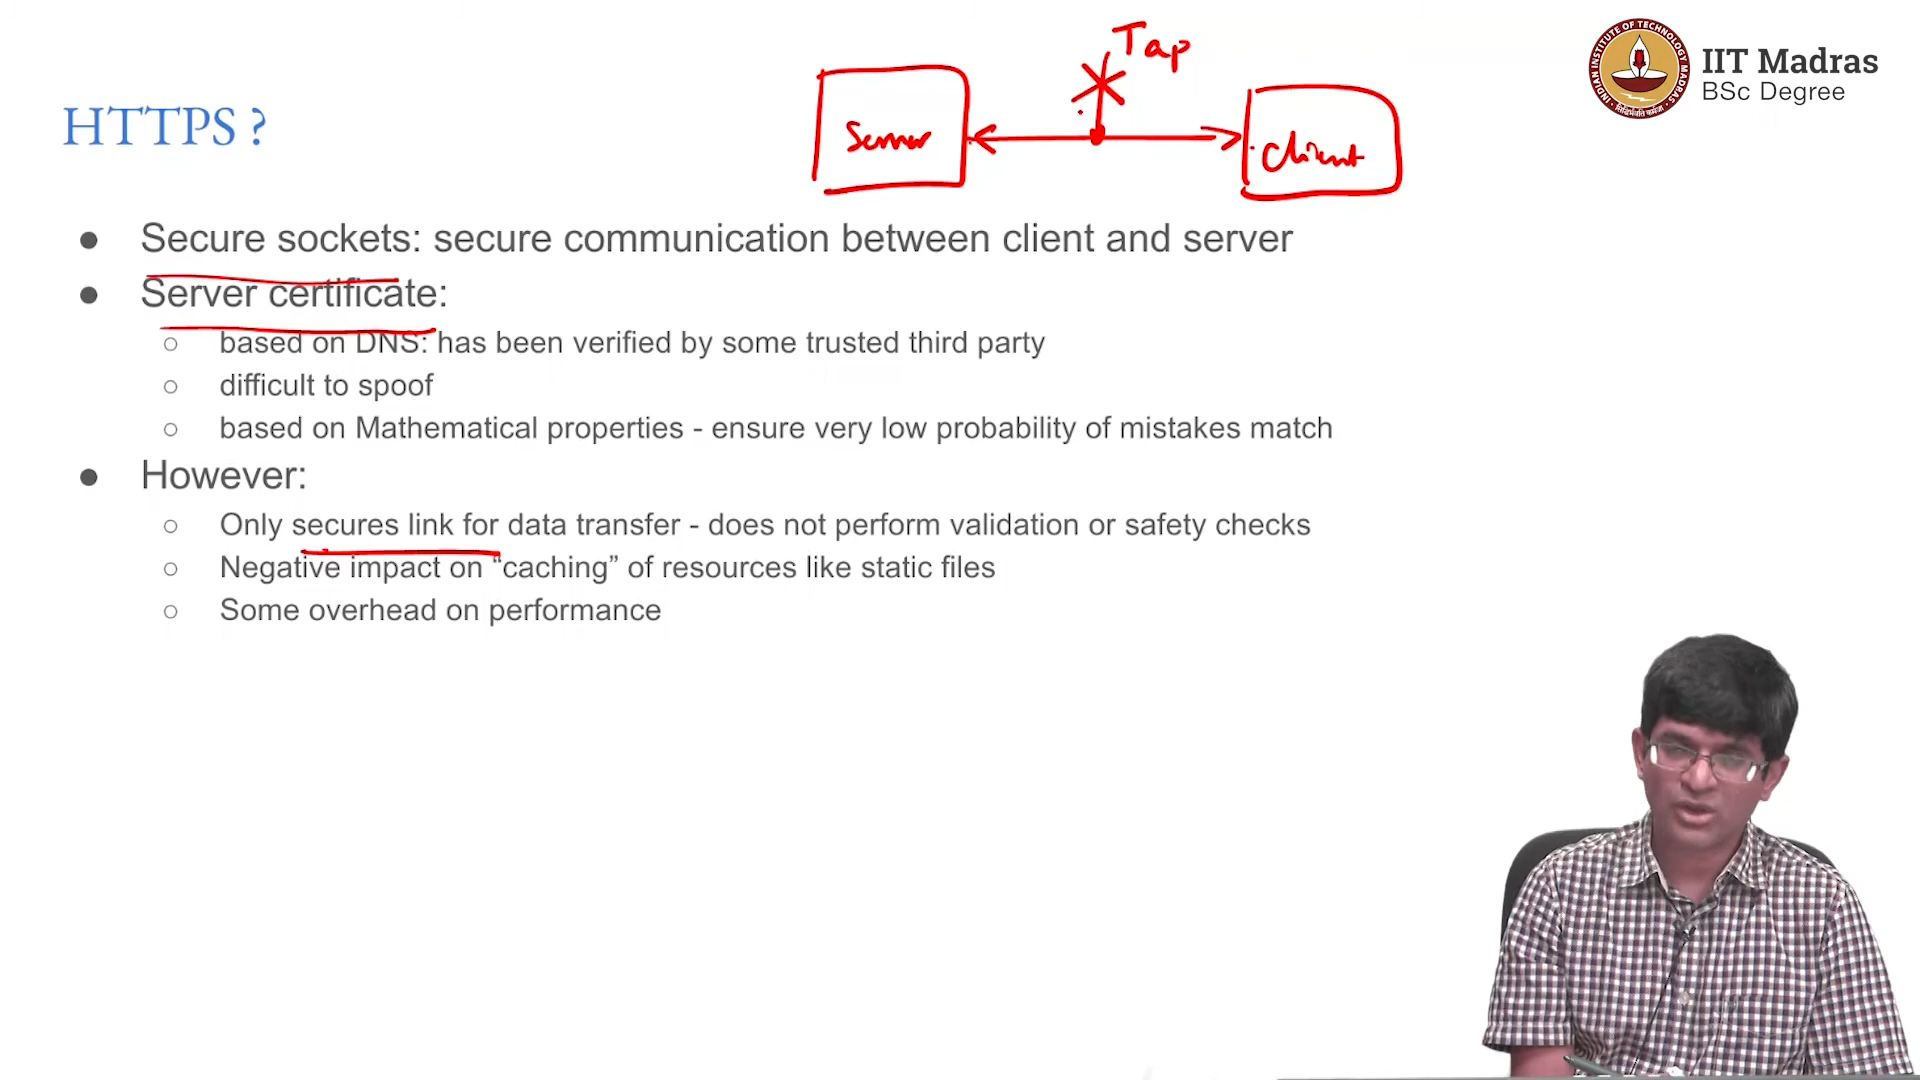 Tap
IIT Madras
BSc Degree
HTTPS ?
Server
Client
● Secure sockets: secure communication between client and server
● Server certificate:
○ based on DNS: has been verified by some trusted third party
○ difficult to spoof
○ based on Mathematical properties - ensure very low probability of mistakes match
● However:
○ Only secures link for data transfer - does not perform validation or safety checks
○ Negative impact on “caching” of resources like static files
○ Some overhead on performance